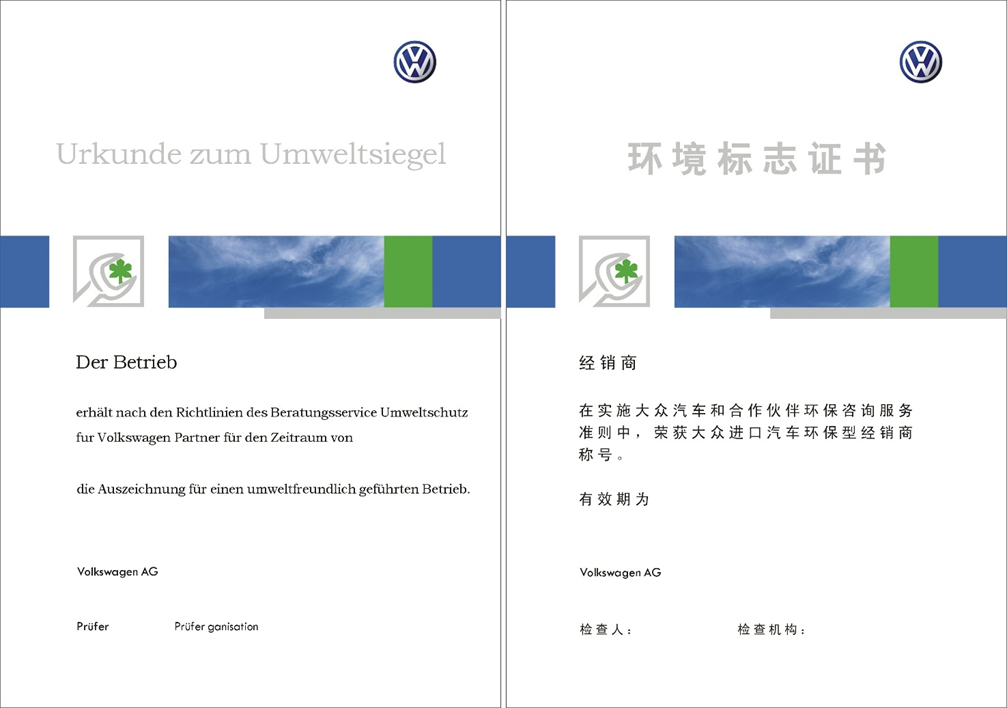 Urkunde zum Umweltsiegel
Der Betrieb
erhält nach den Richtlinien des Beratungsservice Umweltschutz
fur Volkswagen Partner für den Zeitraum von
die Auszeichnung für einen umweltfreundlich geführten Betrieb.
Volkswagen AG
Prüfer Prüfer ganisation
环境标志证书
经销商
在实施大众汽车和合作伙伴环保咨询服务
准则中，荣获大众进口汽车环保型经销商
称号。
有效期为
Volkswagen AG
检查人： 检查机构：